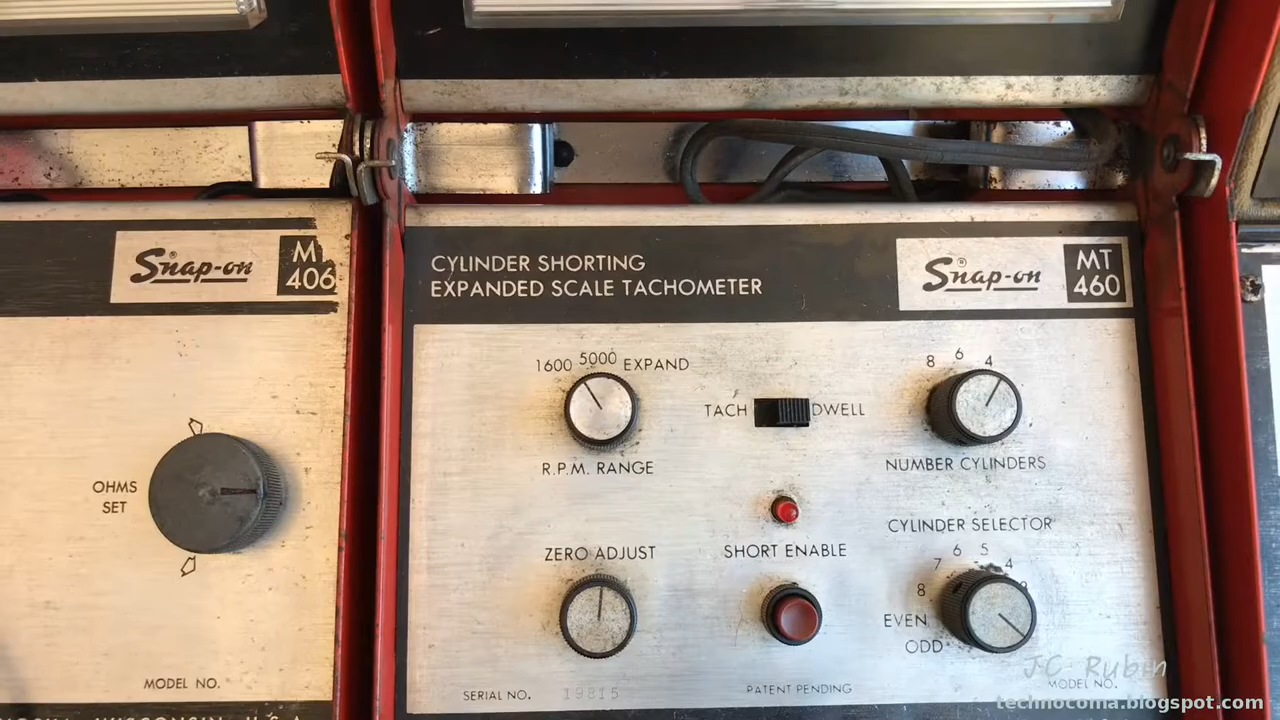 Snap-on
MT
406
OHMS
SET
MODEL NO.
CYLINDER SHORTING
EXPANDED SCALE TACHOMETER
Snap-on
MT
460
1600 5000 EXPAND
R.P.M. RANGE
TACH
DWELL
8 6 4
NUMBER CYLINDERS
ZERO ADJUST
SHORT ENABLE
CYLINDER SELECTOR
8 7 6 5 4
EVEN
ODD
SERIAL NO. 19815
PATENT PENDING
MODEL NO.
J.C. Rubin
technocoma.blogspot.com